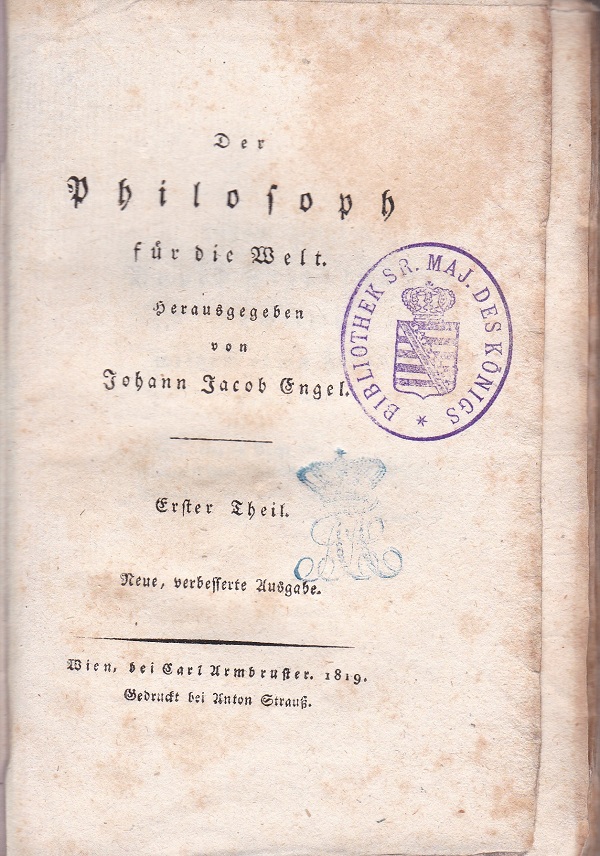 Der
Philoſoph
für die Welt.
Herausgegeben
von
Johann Jacob Engel.
Erſter Theil.
Neue, verbeſſerte Ausgabe.
Wien, bei Carl Armbruſter. 1819.
Gedruckt bei Anton Strauß.
BIBLIOTHEK SR. MAJ. DES KÖNIGS *